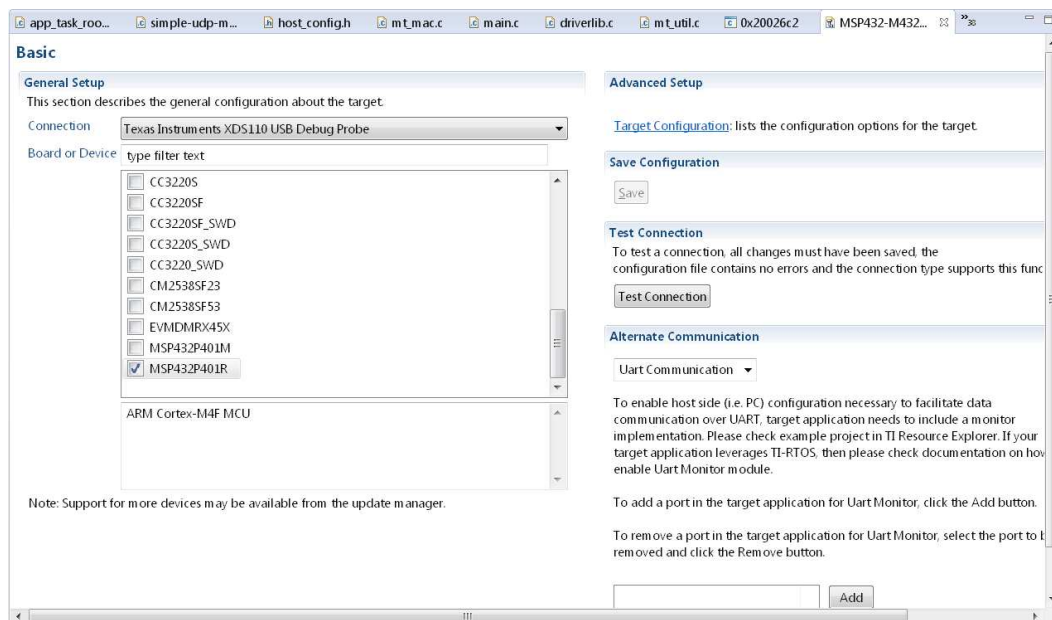 app_task_roo...
simple-udp-m...
host_config.h
mt_mac.c
main.c
driverlib.c
mt_util.c
0x20026c2
MSP432-M432...
»38
Basic
General Setup
This section describes the general configuration about the target.
Connection
Texas Instruments XDS110 USB Debug Probe
Board or Device
type filter text
CC3220S
CC3220SF
CC3220SF_SWD
CC3220S_SWD
CC3220_SWD
CM2538SF23
CM2538SF53
EVMDMRX45X
MSP432P401M
MSP432P401R
ARM Cortex-M4F MCU
Note: Support for more devices may be available from the update manager.
Advanced Setup
Target Configuration: lists the configuration options for the target.
Save Configuration
Save
Test Connection
To test a connection, all changes must have been saved, the
configuration file contains no errors and the connection type supports this func
Test Connection
Alternate Communication
Uart Communication
To enable host side (i.e. PC) configuration necessary to facilitate data
communication over UART, target application needs to include a monitor
implementation. Please check example project in TI Resource Explorer. If your
target application leverages TI-RTOS, then please check documentation on how
enable Uart Monitor module.
To add a port in the target application for Uart Monitor, click the Add button.
To remove a port in the target application for Uart Monitor, select the port to b
removed and click the Remove button.
Add